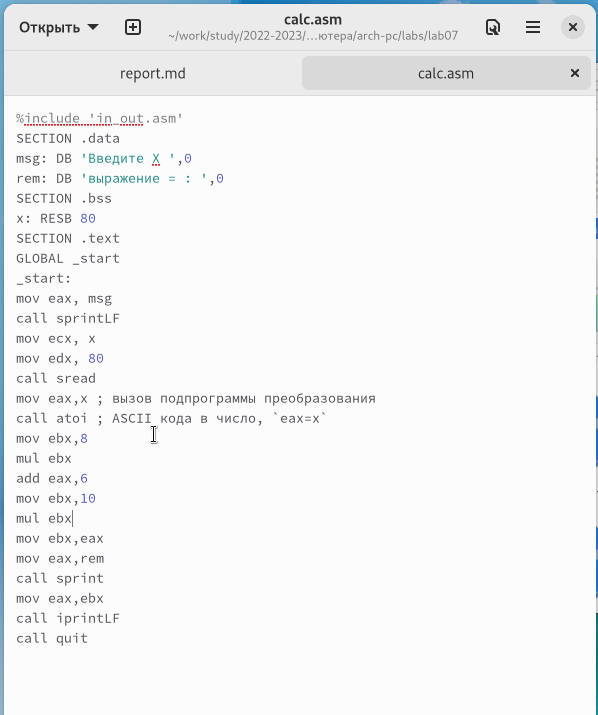 Открыть
calc.asm
~/work/study/2022-2023/…ютера/arch-pc/labs/lab07
report.md
calc.asm
%include 'in_out.asm'
SECTION .data
msg: DB 'Введите X ',0
rem: DB 'выражение = : ',0
SECTION .bss
x: RESB 80
SECTION .text
GLOBAL _start
_start:
mov eax, msg
call sprintLF
mov ecx, x
mov edx, 80
call sread
mov eax,x ; вызов подпрограммы преобразования
call atoi ; ASCII кода в число, `eax=x`
mov ebx,8
mul ebx
add eax,6
mov ebx,10
mul ebx
mov ebx,eax
mov eax,rem
call sprint
mov eax,ebx
call iprintLF
call quit